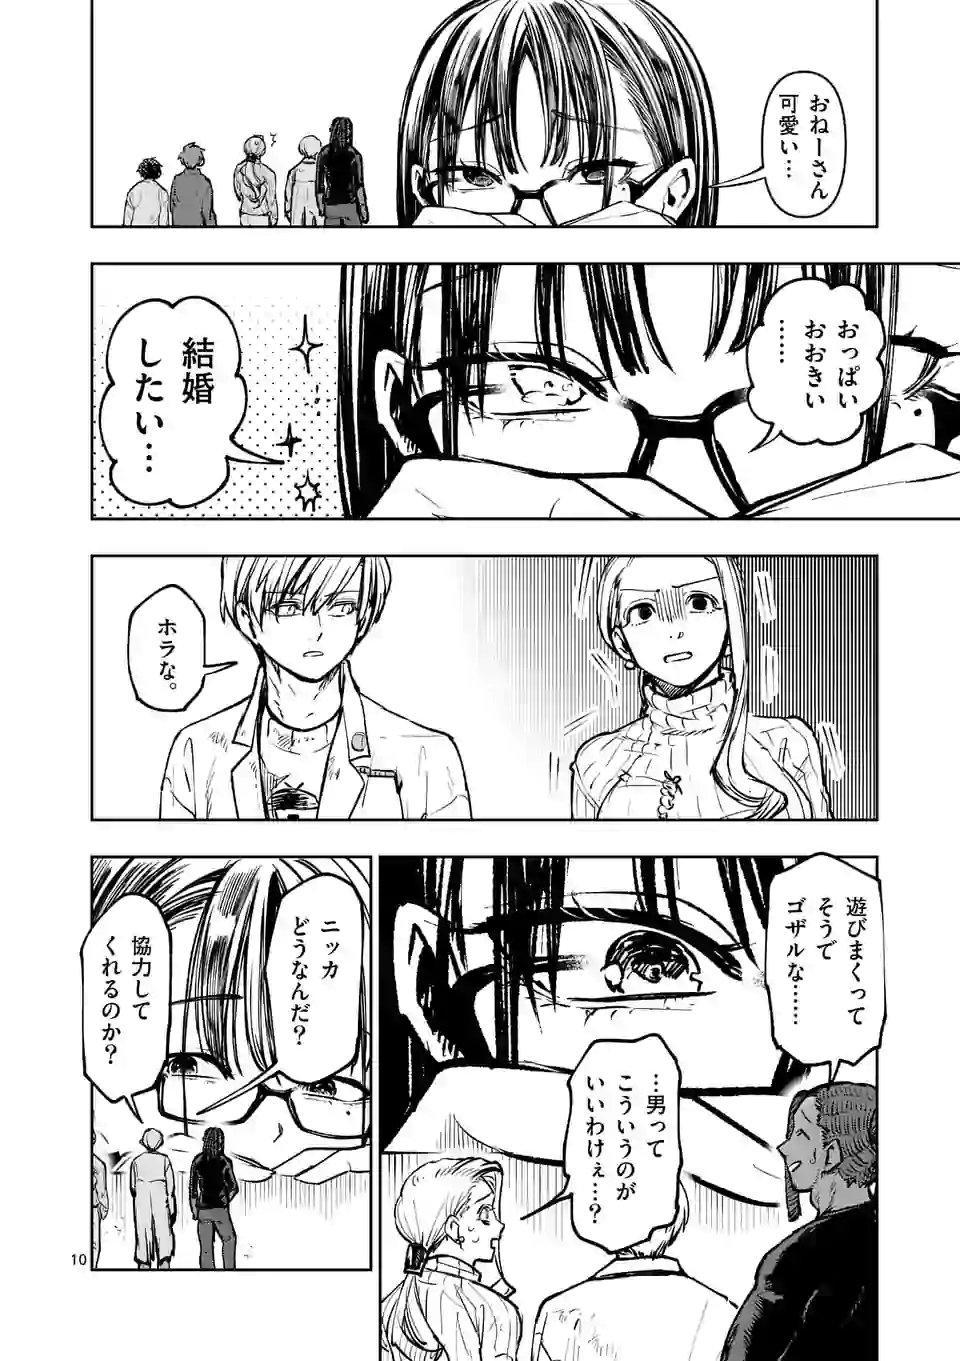 おねーさん
可愛い…
おっぱい
おおきい
……
結婚
したい…
ホラな。
遊びまくって
そうで
ゴザルな……
…男って
こういうのが
いいわけぇ…？
ニッカ
どうなんだ？
協力して
くれるのか？
10